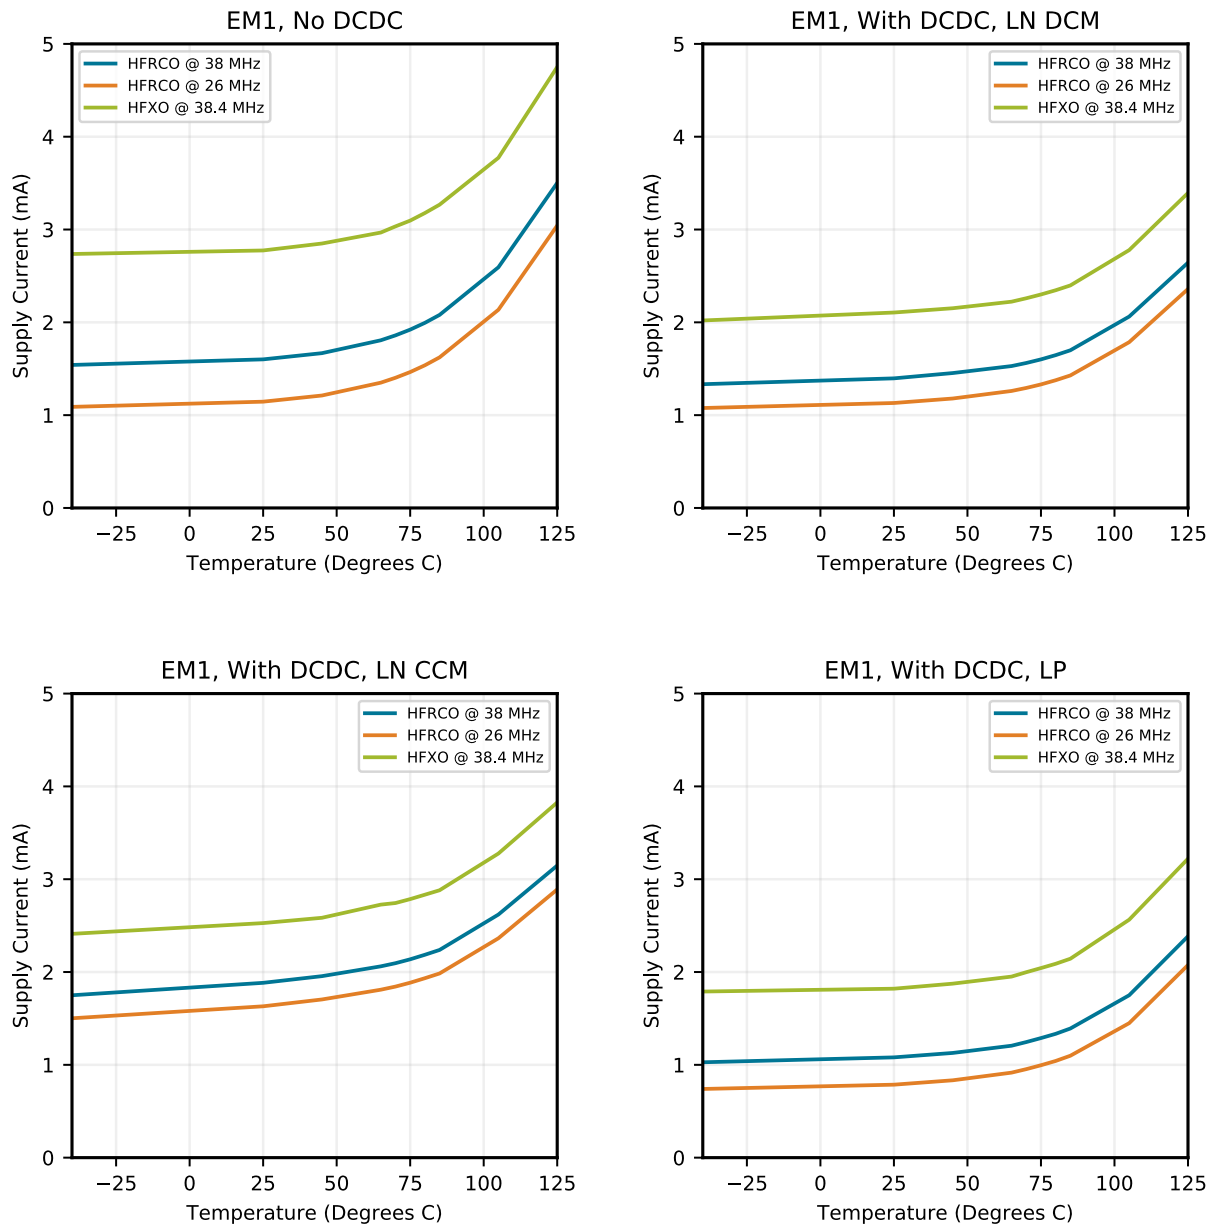 EM1, No DCDC
HFRCO @ 38 MHz
HFRCO @ 26 MHz
HFXO @ 38.4 MHz
5
4
3
2
1
0
Supply Current (mA)
−25 0 25 50 75 100 125
Temperature (Degrees C)
EM1, With DCDC, LN DCM
HFRCO @ 38 MHz
HFRCO @ 26 MHz
HFXO @ 38.4 MHz
5
4
3
2
1
0
Supply Current (mA)
−25 0 25 50 75 100 125
Temperature (Degrees C)
EM1, With DCDC, LN CCM
HFRCO @ 38 MHz
HFRCO @ 26 MHz
HFXO @ 38.4 MHz
5
4
3
2
1
0
Supply Current (mA)
−25 0 25 50 75 100 125
Temperature (Degrees C)
EM1, With DCDC, LP
HFRCO @ 38 MHz
HFRCO @ 26 MHz
HFXO @ 38.4 MHz
5
4
3
2
1
0
Supply Current (mA)
−25 0 25 50 75 100 125
Temperature (Degrees C)